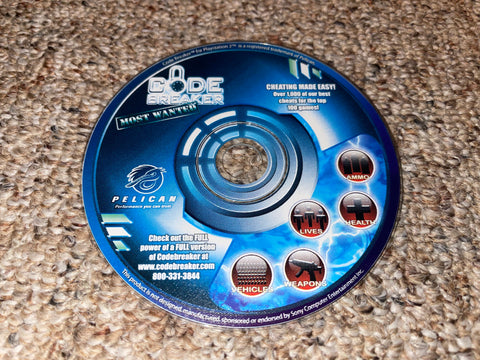 Code Breaker™ for Playstation 2™ is a registered trademark of Pelican
CODE
BREAKER
MOST WANTED
CHEATING MADE EASY!
Over 1,000 of our best
cheats for the top
100 games!
PELICAN
Performance you can trust
AMMO
LIVES
HEALTH
VEHICLES
WEAPONS
Check out the FULL
power of a FULL version
of Codebreaker at
www.codebreaker.com
800-331-3844
This product is not designed, manufactured, sponsored or endorsed by Sony Computer Entertainment Inc.